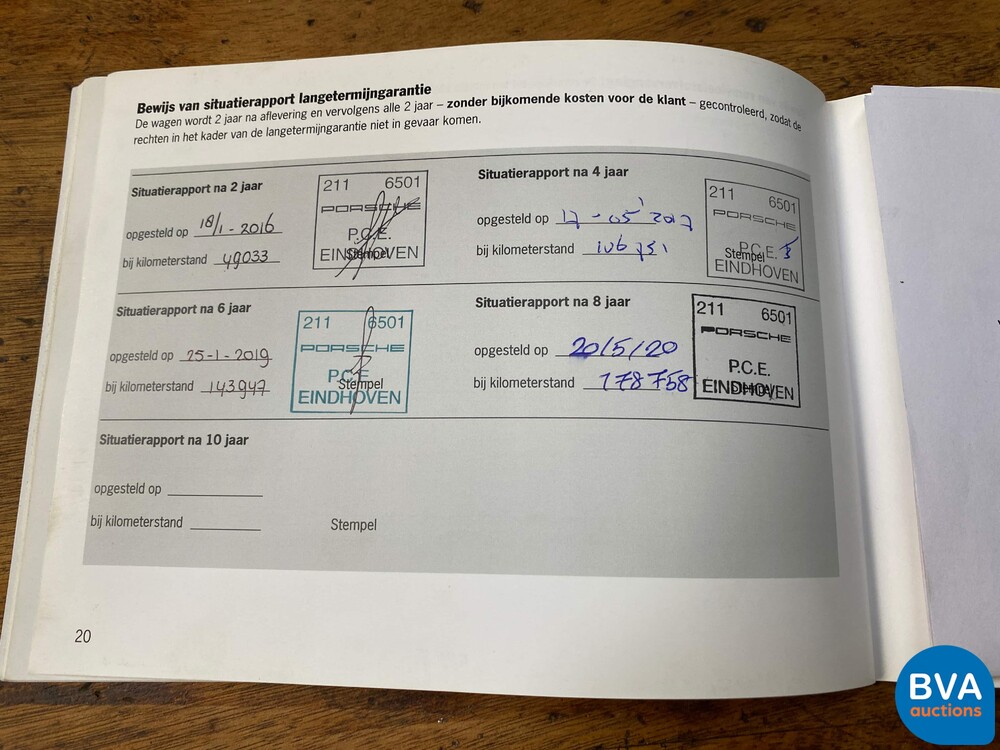 Bewijs van situatierapport langetermijngarantie
De wagen wordt 2 jaar na aflevering en vervolgens alle 2 jaar – zonder bijkomende kosten voor de klant – gecontroleerd, zodat de
rechten in het kader van de langetermijngarantie niet in gevaar komen.
Situatierapport na 2 jaar
opgesteld op 18/1 - 2016
bij kilometerstand 49033
211 6501
PORSCHE
P.C.E.
Stempel
EINDHOVEN
Situatierapport na 4 jaar
opgesteld op 17-05-2017
bij kilometerstand 106751
211 6501
PORSCHE
P.C.E.
Stempel
EINDHOVEN
Situatierapport na 6 jaar
opgesteld op 25-1-2019
bij kilometerstand 143947
211 6501
PORSCHE
P.C.E.
Stempel
EINDHOVEN
Situatierapport na 8 jaar
opgesteld op 20/5/20
bij kilometerstand 178758
211 6501
PORSCHE
P.C.E.
EINDHOVEN
Stempel
Situatierapport na 10 jaar
opgesteld op
bij kilometerstand
Stempel
20
BVA
auctions